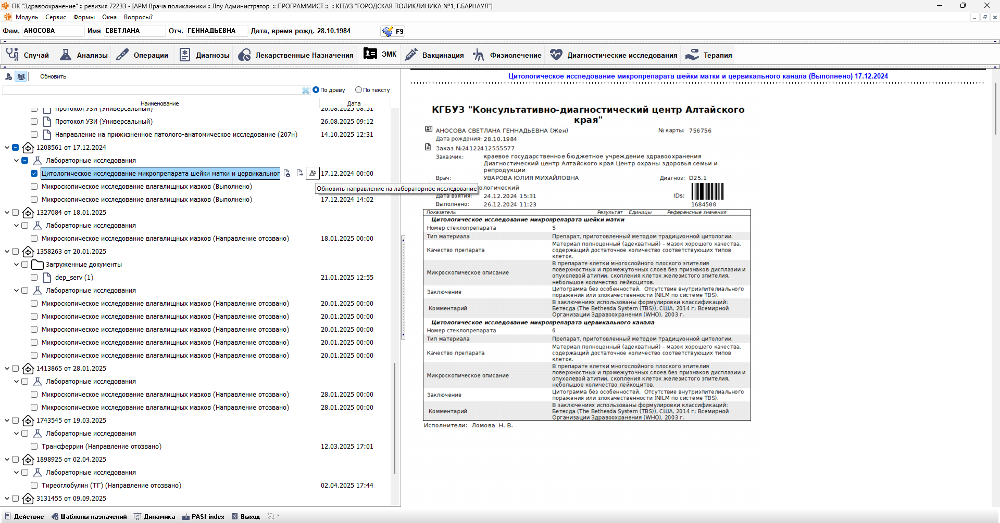 ПК "Здравоохранение" :: ревизия 72233 - [АРМ Врача поликлиники :: Лпу Администратор :: ПРОГРАММИСТ :: :: КГБУЗ "ГОРОДСКАЯ ПОЛИКЛИНИКА №1, Г.БАРНАУЛ"]
Модуль Сервис Формы Окна Вопросы?
Фам. АНОСОВА Имя СВЕТЛАНА Отч. ГЕННАДЬЕВНА Дата, время рожд. 28.10.1984 F9
Случай Анализы Операции Диагнозы Лекарственные Назначения ЭМК Вакцинация Физиолечение Диагностические исследования Терапия
Обновить
По древу По тексту
Наименование Дата
Протокол УЗИ (Универсальный) 26.08.2025 08:51
Протокол УЗИ (Универсальный) 26.08.2025 09:12
Направление на прижизненное патолого-анатомическое исследование (207н) 14.10.2025 12:31
1208561 от 17.12.2024
Лабораторные исследования
Цитологическое исследование микропрепарата шейки матки и цервикальног 17.12.2024 00:00
Микроскопическое исследование влагалищных мазков (Выполнено)
Обновить направление на лабораторное исследование
Микроскопическое исследование влагалищных мазков (Выполнено) 17.12.2024 14:02
1327084 от 18.01.2025
Лабораторные исследования
Микроскопическое исследование влагалищных мазков (Направление отозвано) 18.01.2025 00:00
1358263 от 20.01.2025
Загруженные документы
dep_serv (1) 21.01.2025 12:55
Лабораторные исследования
Микроскопическое исследование влагалищных мазков (Направление отозвано) 20.01.2025 00:00
Микроскопическое исследование влагалищных мазков (Направление отозвано) 20.01.2025 00:00
Микроскопическое исследование влагалищных мазков (Направление отозвано) 20.01.2025 00:00
Микроскопическое исследование влагалищных мазков (Направление отозвано) 20.01.2025 00:00
Микроскопическое исследование влагалищных мазков (Направление отозвано) 20.01.2025 00:00
1413865 от 28.01.2025
Лабораторные исследования
Микроскопическое исследование влагалищных мазков (Направление отозвано) 28.01.2025 00:00
Микроскопическое исследование влагалищных мазков (Направление отозвано) 28.01.2025 00:00
1743545 от 19.03.2025
Лабораторные исследования
Трансферрин (Направление отозвано) 12.03.2025 17:01
1898925 от 02.04.2025
Лабораторные исследования
Тиреоглобулин (ТГ) (Направление отозвано) 02.04.2025 17:44
3131455 от 09.09.2025
Цитологическое исследование микропрепарата шейки матки и цервикального канала (Выполнено) 17.12.2024
КГБУЗ "Консультативно-диагностический центр Алтайского
края"
АНОСОВА СВЕТЛАНА ГЕННАДЬЕВНА (Жен) № карты: 756756
Дата рождения: 28.10.1984
Заказ №24122412555577
Заказчик: краевое государственное бюджетное учреждение здравоохранения
Диагностический центр Алтайского края Центр охраны здоровья семьи и
репродукции
Врач: УВАРОВА ЮЛИЯ МИХАЙЛОВНА Диагноз: D25.1
ологический
Дата взятия: 24.12.2024 15:31 IDs:
Выполнено: 26.12.2024 11:23 1684500
Показатель Результат Единицы Референсные значения
Цитологическое исследование микропрепарата шейки матки
Номер стеклопрепарата 5
Тип материала Препарат, приготовленный методом традиционной цитологии.
Качество препарата Материал полноценный (адекватный) – мазок хорошего качества,
содержащий достаточное количество соответствующих типов
клеток.
Микроскопическое описание В препарате клетки многослойного плоского эпителия
поверхностных и промежуточных слоев без признаков дисплазии и
опухолевой атипии, скопления клеток железистого эпителия,
небольшое количество лейкоцитов.
Заключение Цитограмма без особенностей. Отсутствие внутриэпителиального
поражения или злокачественности (NILM по системе TBS).
Комментарий В заключениях использованы формулировки классификаций:
Бетесда (The Bethesda System (TBS)), США, 2014 г; Всемирной
Организации Здравоохранения (WHO), 2003 г.
Цитологическое исследование микропрепарата цервикального канала
Номер стеклопрепарата 6
Тип материала Препарат, приготовленный методом традиционной цитологии.
Качество препарата Материал полноценный (адекватный) – мазок хорошего качества,
содержащий достаточное количество соответствующих типов
клеток.
Микроскопическое описание В препарате клетки многослойного плоского эпителия
поверхностных и промежуточных слоев без признаков дисплазии и
опухолевой атипии, скопления клеток железистого эпителия,
небольшое количество лейкоцитов.
Заключение Цитограмма без особенностей. Отсутствие внутриэпителиального
поражения или злокачественности (NILM по системе TBS).
Комментарий В заключениях использованы формулировки классификаций:
Бетесда (The Bethesda System (TBS)), США, 2014 г; Всемирной
Организации Здравоохранения (WHO), 2003 г.
Исполнители: Ломова Н. В.
Действие Шаблоны назначений Динамика PASI index Выход *